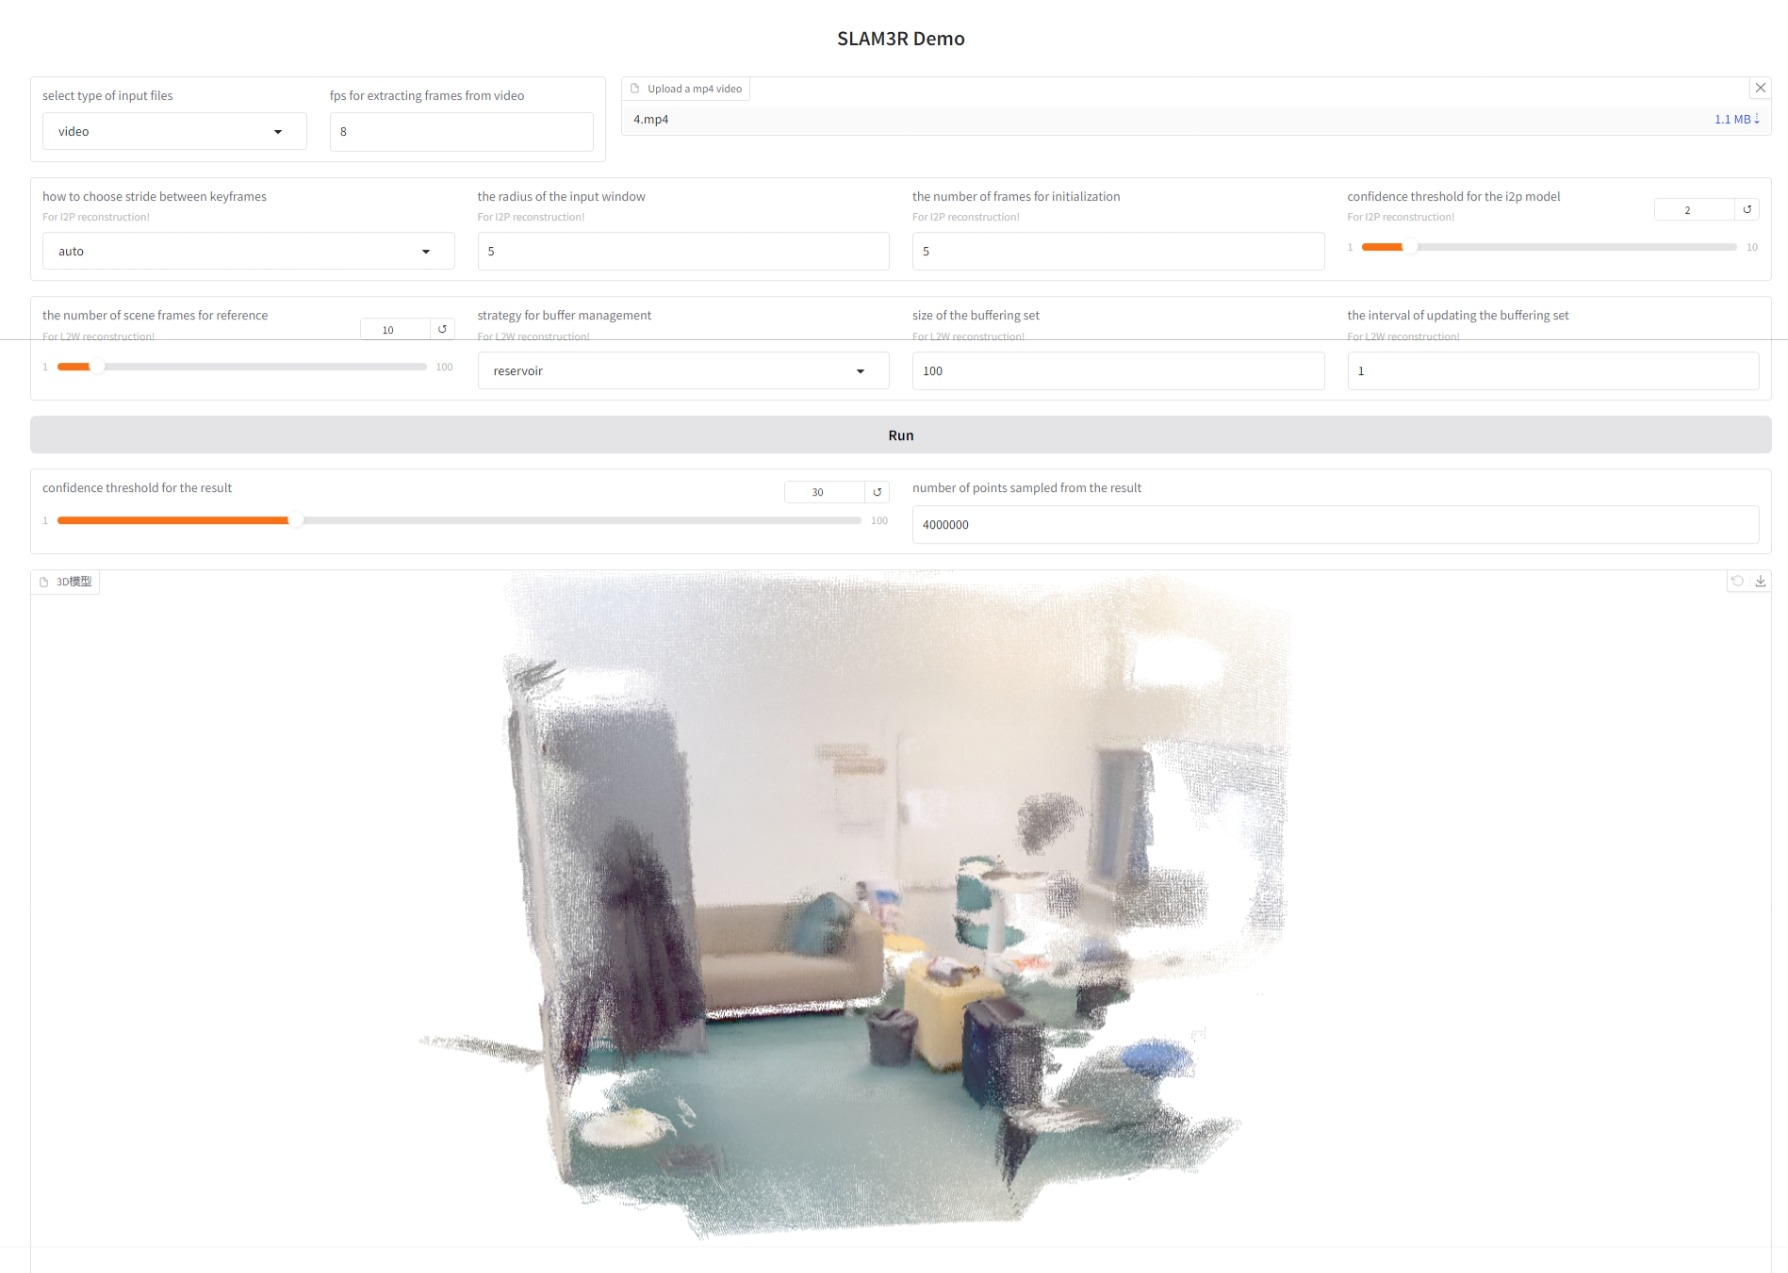 SLAM3R Demo
select type of input files
video
fps for extracting frames from video
8
Upload a mp4 video
4.mp4
1.1 MB ⇣
how to choose stride between keyframes
For I2P reconstruction!
auto
the radius of the input window
For I2P reconstruction!
5
the number of frames for initialization
For I2P reconstruction!
5
confidence threshold for the i2p model
For I2P reconstruction!
2
1
10
the number of scene frames for reference
For L2W reconstruction!
10
1
100
strategy for buffer management
For L2W reconstruction!
reservoir
size of the buffering set
For L2W reconstruction!
100
the interval of updating the buffering set
For L2W reconstruction!
1
Run
confidence threshold for the result
30
1
100
number of points sampled from the result
4000000
3D模型